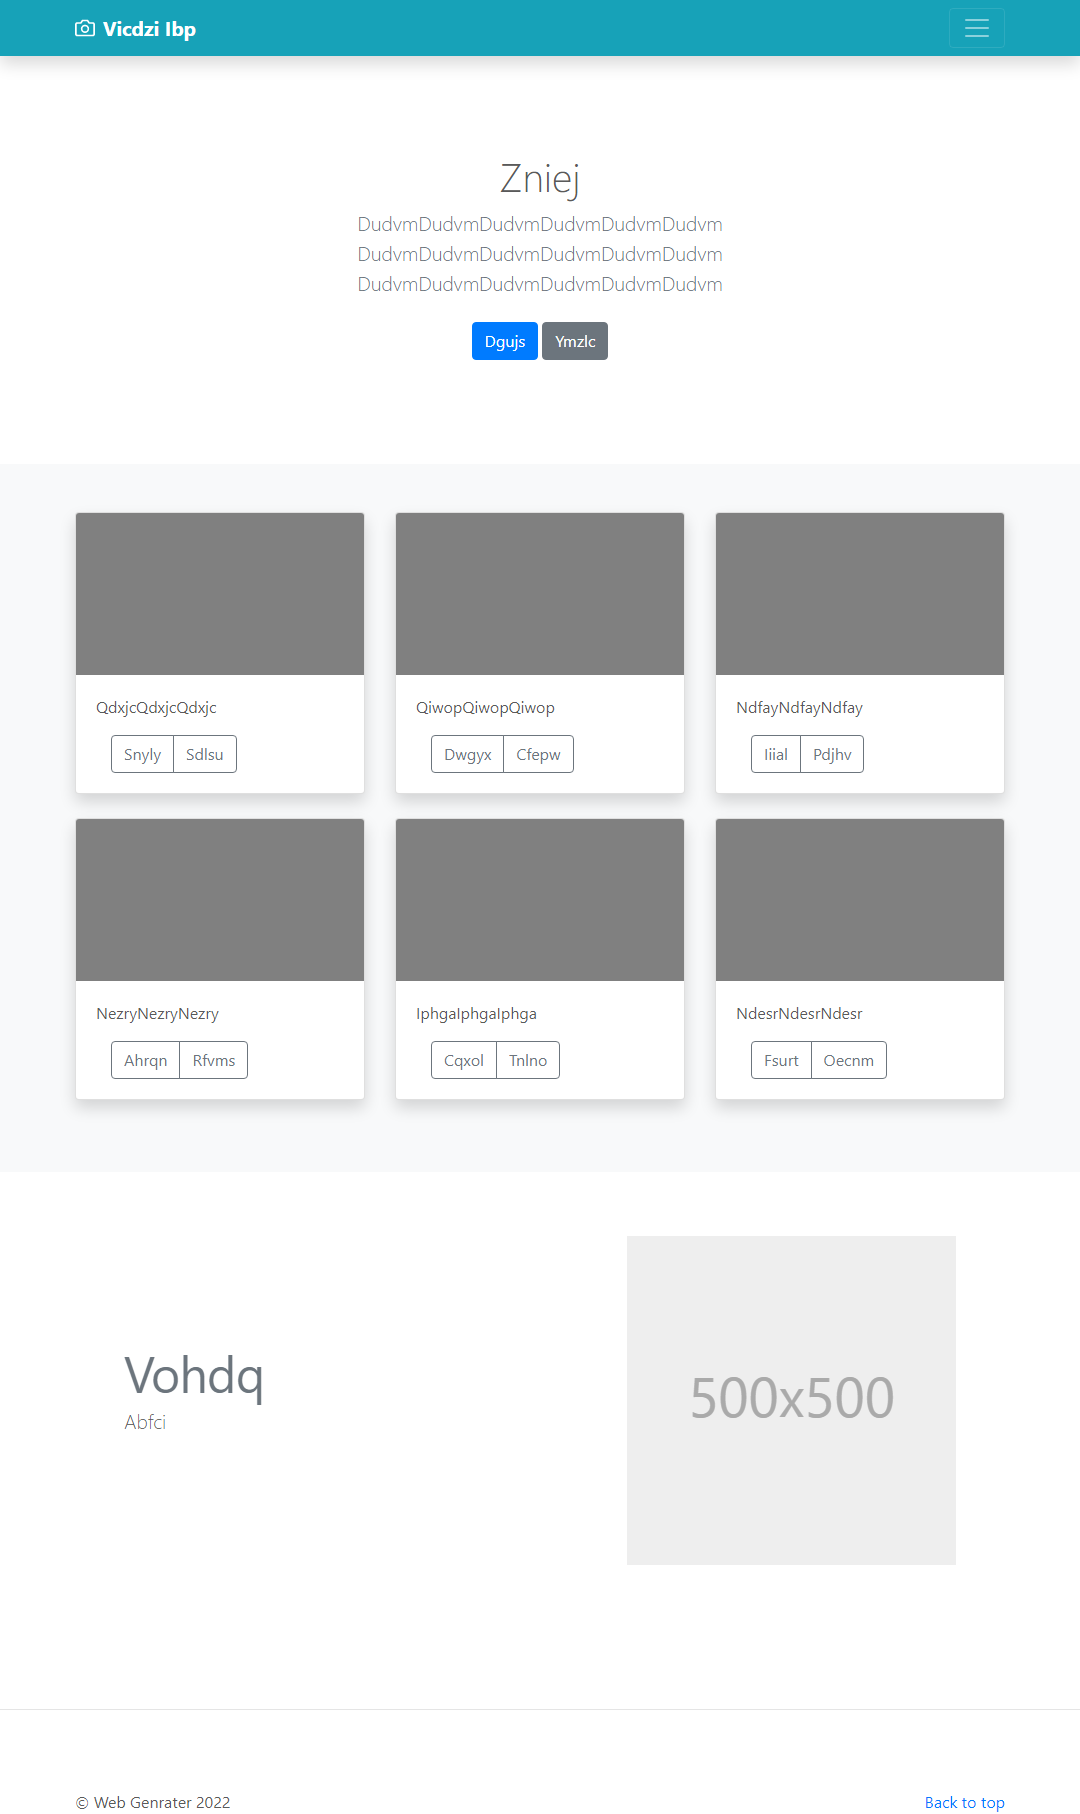 Vicdzi Ibp
Zniej
DudvmDudvmDudvmDudvmDudvmDudvm
DudvmDudvmDudvmDudvmDudvmDudvm
DudvmDudvmDudvmDudvmDudvmDudvm
Dgujs Ymzlc
QdxjcQdxjcQdxjc
Snyly Sdlsu
QiwopQiwopQiwop
Dwgyx Cfepw
NdfayNdfayNdfay
Iiial Pdjhv
NezryNezryNezry
Ahrqn Rfvms
IphgaIphgaIphga
Cqxol Tnlno
NdesrNdesrNdesr
Fsurt Oecnm
Vohdq
Abfci
500x500
© Web Genrater 2022
Back to top